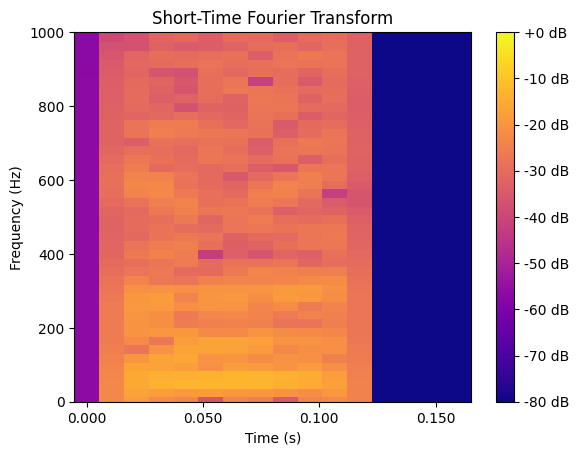 Short-Time Fourier Transform
1000
800
600
400
200
0
Frequency (Hz)
0.000
0.050
0.100
0.150
Time (s)
+0 dB
-10 dB
-20 dB
-30 dB
-40 dB
-50 dB
-60 dB
-70 dB
-80 dB